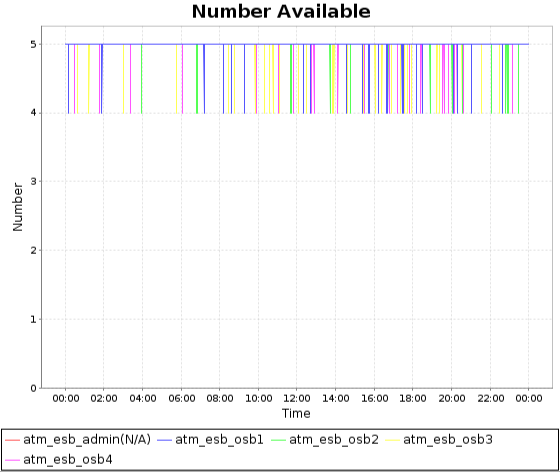 Number Available
5
4
3
2
1
0
Number
00:00 02:00 04:00 06:00 08:00 10:00 12:00 14:00 16:00 18:00 20:00 22:00 00:00
Time
atm_esb_admin(N/A) atm_esb_osb1 atm_esb_osb2 atm_esb_osb3
atm_esb_osb4